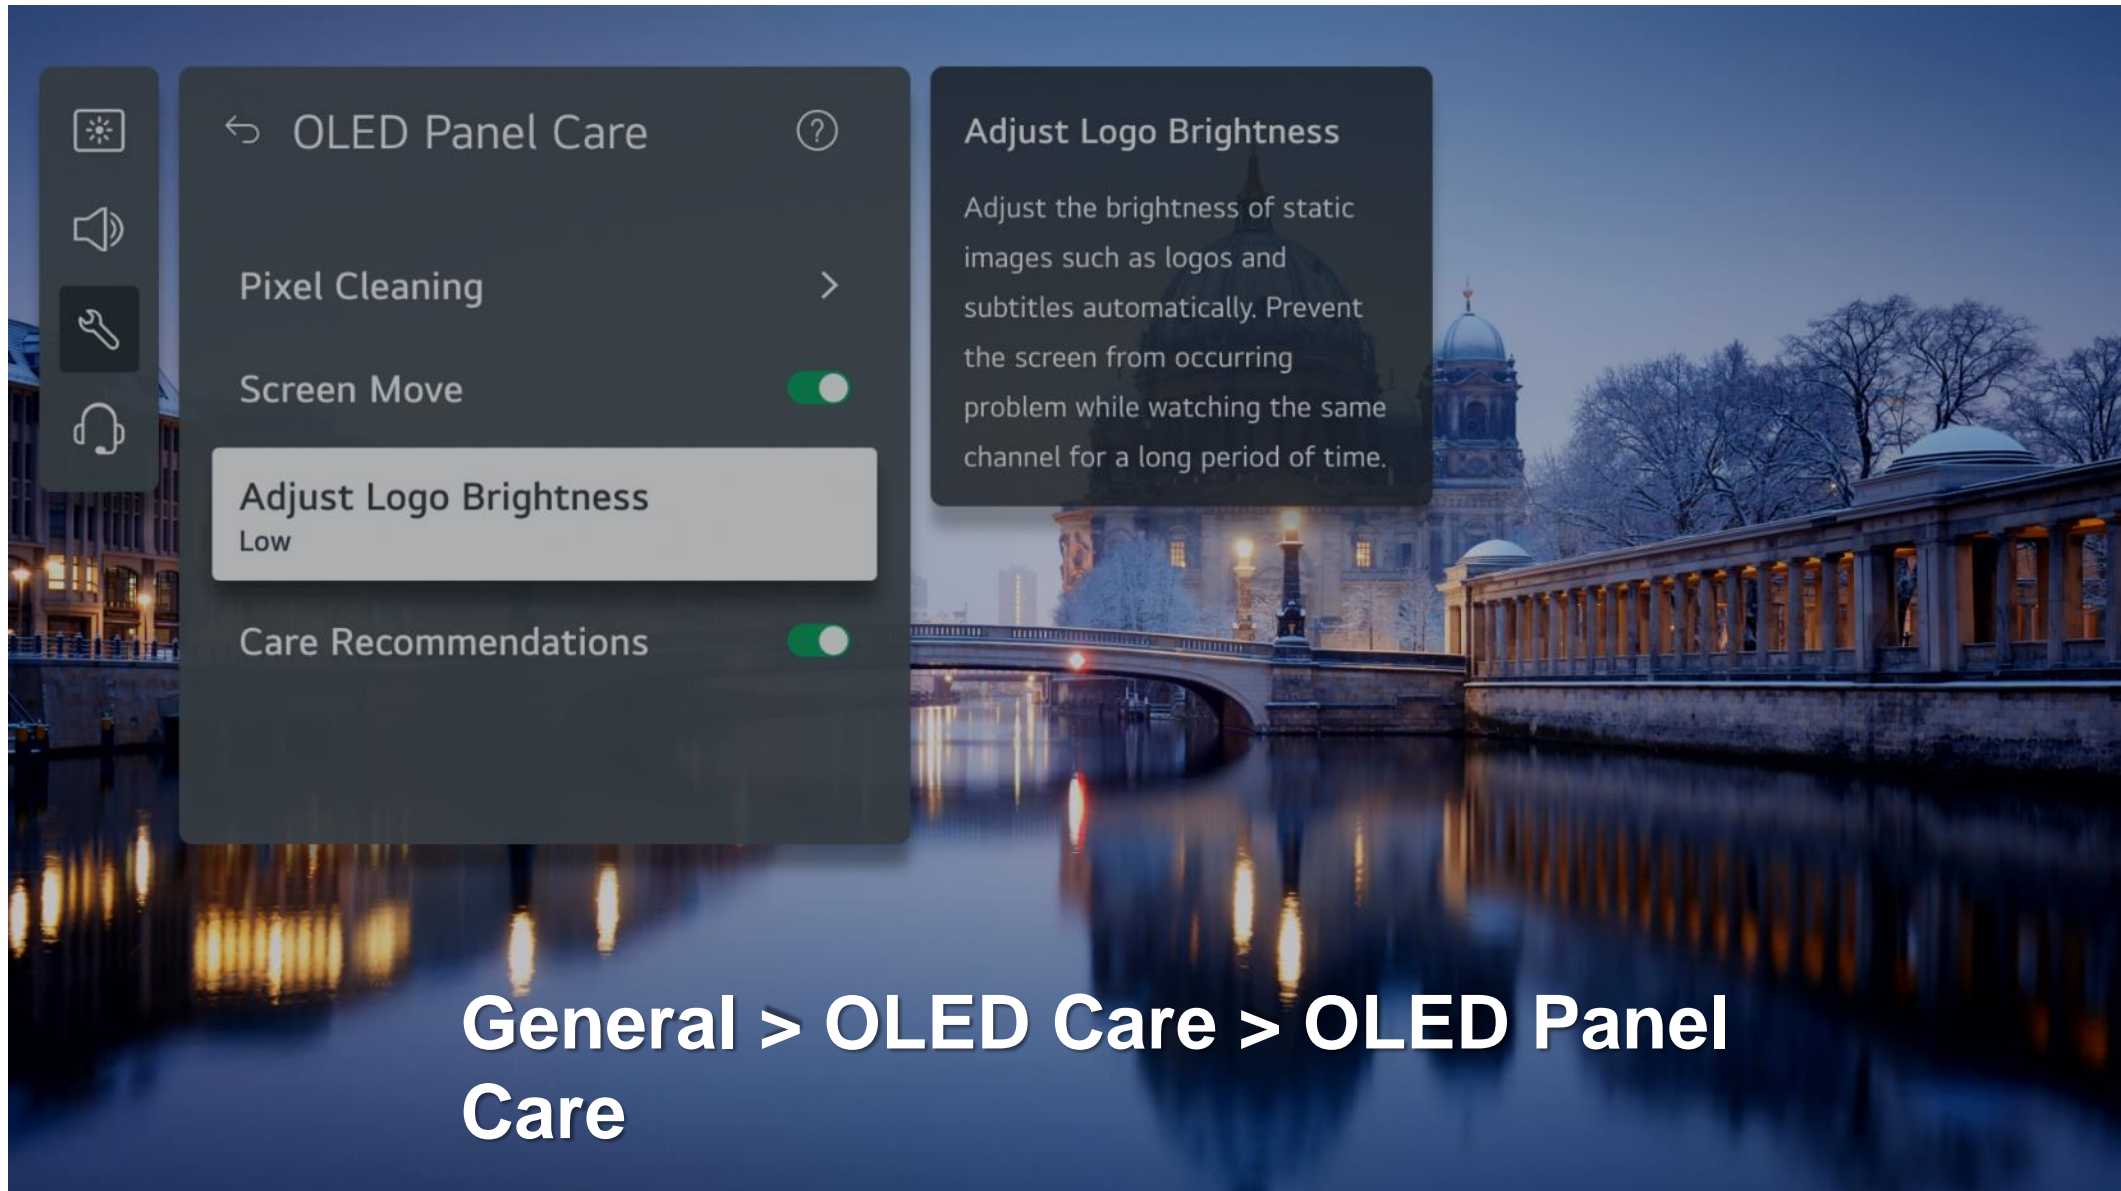 OLED Panel Care
Pixel Cleaning
Screen Move
Adjust Logo Brightness
Low
Care Recommendations
Adjust Logo Brightness
Adjust the brightness of static
images such as logos and
subtitles automatically. Prevent
the screen from occurring
problem while watching the same
channel for a long period of time.
General > OLED Care > OLED Panel
Care